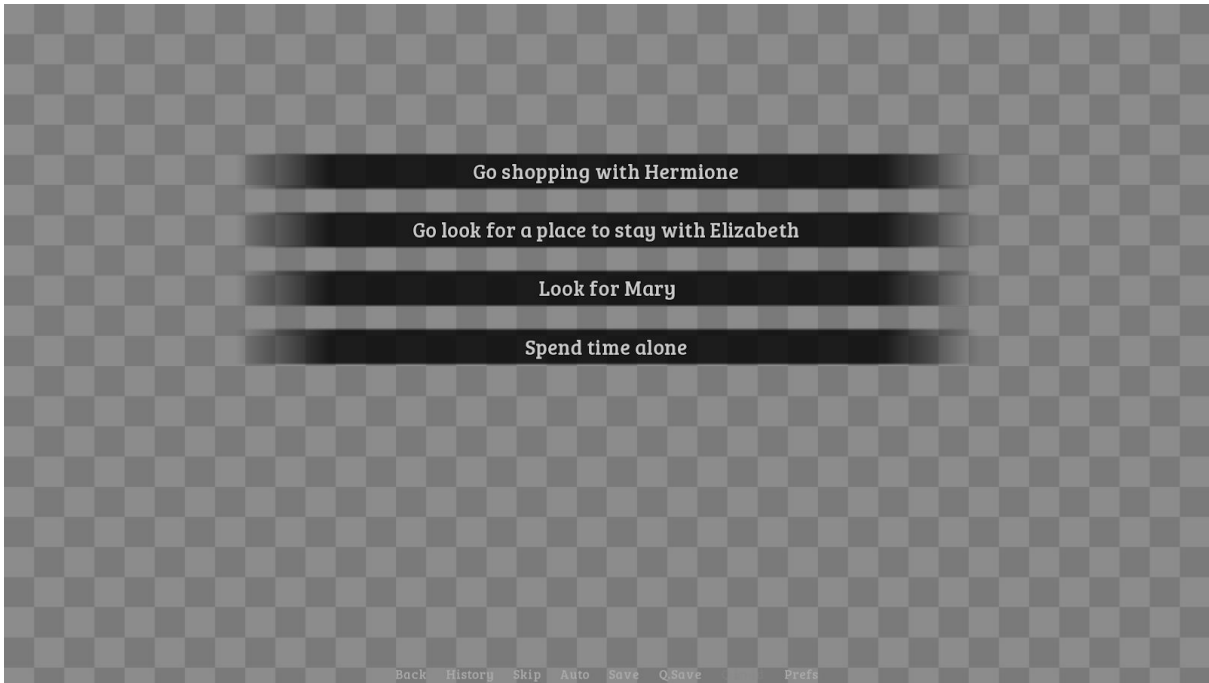 Go shopping with Hermione
Go look for a place to stay with Elizabeth
Look for Mary
Spend time alone
Back History Skip Auto Save Q.Save Prefs